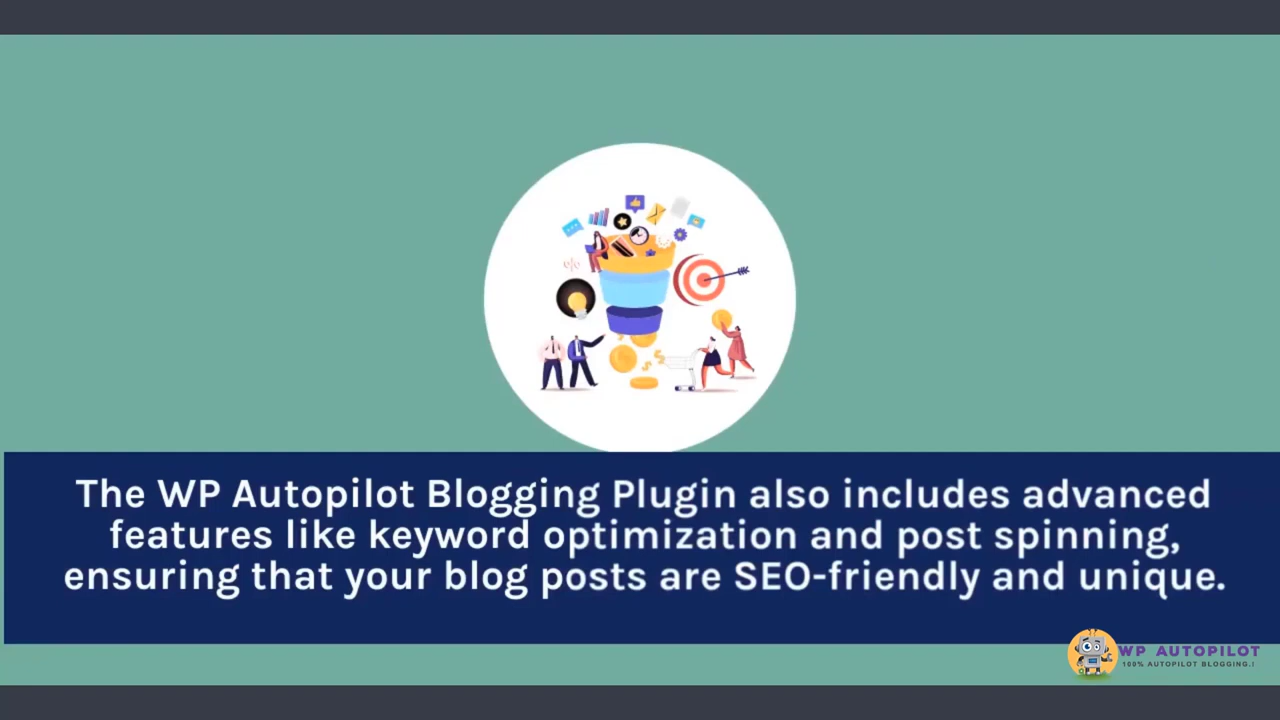 The WP Autopilot Blogging Plugin also includes advanced
features like keyword optimization and post spinning,
ensuring that your blog posts are SEO-friendly and unique.
WP AUTOPILOT
100% AUTOPILOT BLOGGING.!